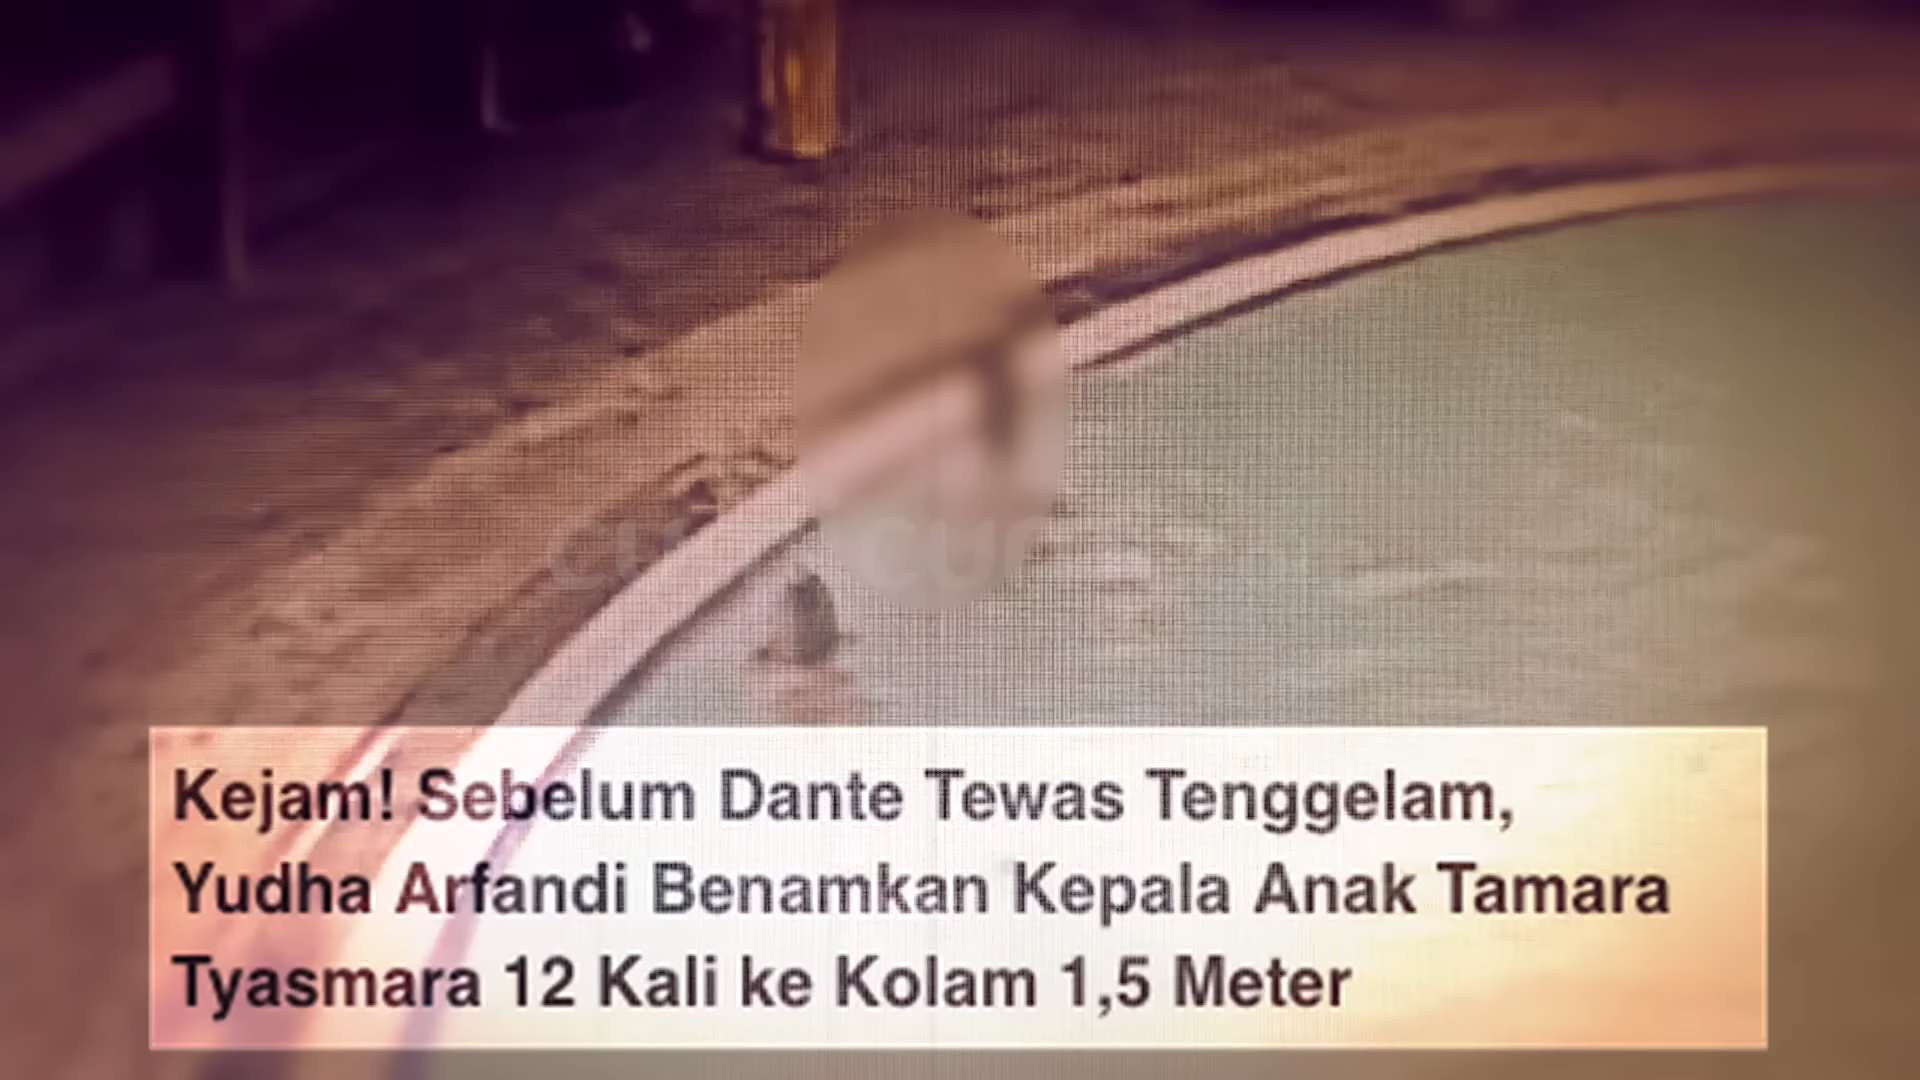 Kejam! Sebelum Dante Tewas Tenggelam,
Yudha Arfandi Benamkan Kepala Anak Tamara
Tyasmara 12 Kali ke Kolam 1,5 Meter